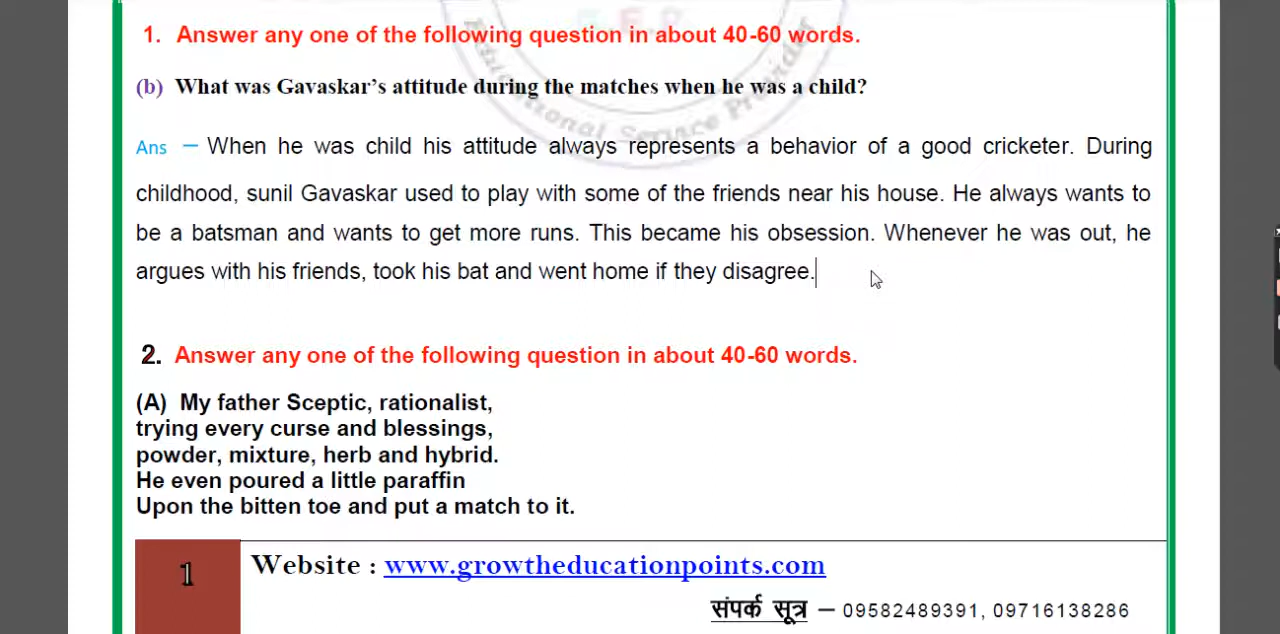 G.E.P
Educational Service Provider
1. Answer any one of the following question in about 40-60 words.
(b) What was Gavaskar's attitude during the matches when he was a child?
Ans – When he was child his attitude always represents a behavior of a good cricketer. During
childhood, sunil Gavaskar used to play with some of the friends near his house. He always wants to
be a batsman and wants to get more runs. This became his obsession. Whenever he was out, he
argues with his friends, took his bat and went home if they disagree.
2. Answer any one of the following question in about 40-60 words.
(A) My father Sceptic, rationalist,
trying every curse and blessings,
powder, mixture, herb and hybrid.
He even poured a little paraffin
Upon the bitten toe and put a match to it.
1
Website : www.growtheducationpoints.com
संपर्क सूत्र – 09582489391, 09716138286